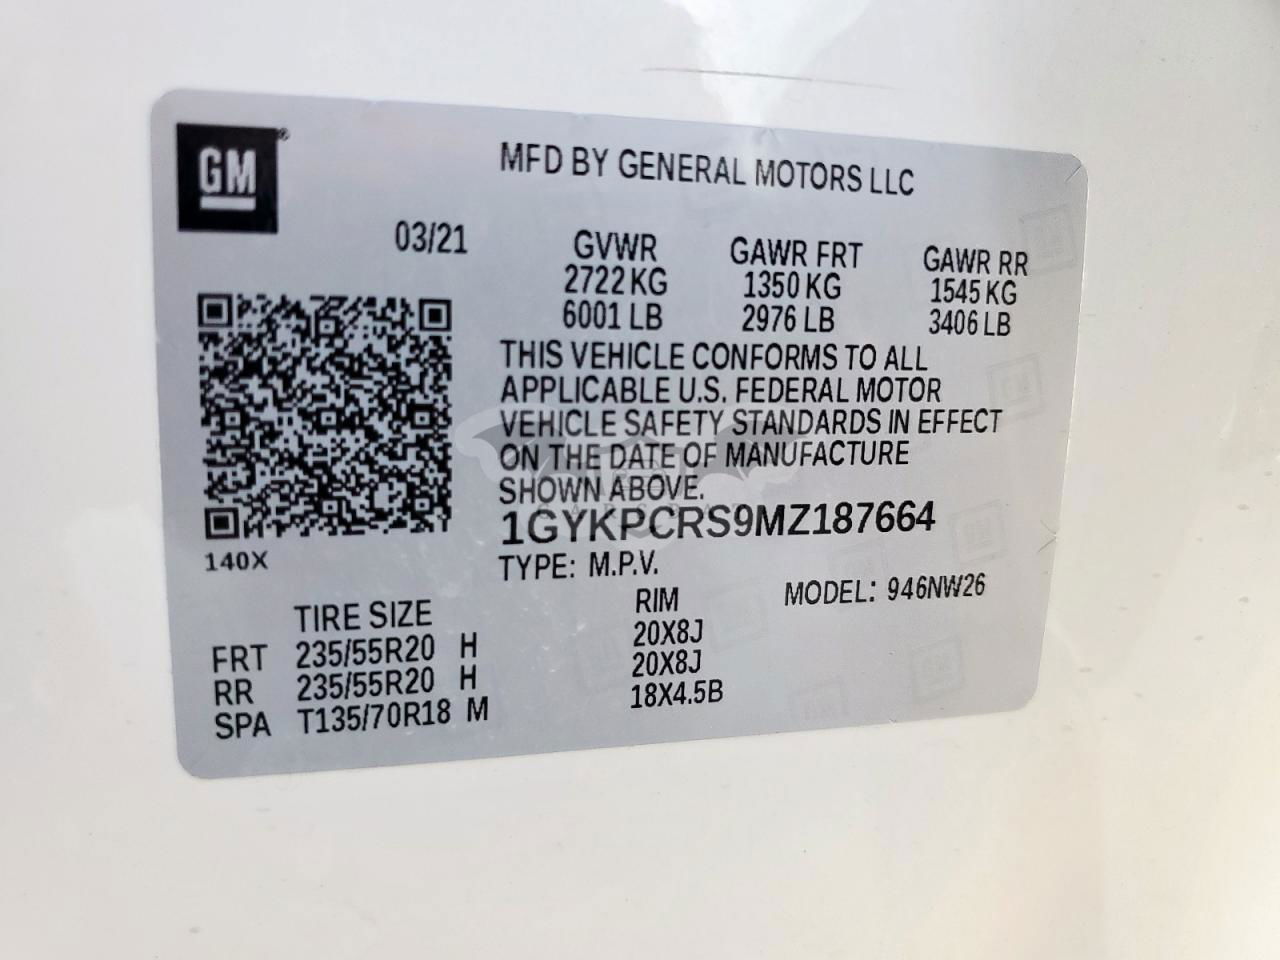 GM®
MFD BY GENERAL MOTORS LLC
03/21
GVWR GAWR FRT GAWR RR
2722 KG 1350 KG 1545 KG
6001 LB 2976 LB 3406 LB
THIS VEHICLE CONFORMS TO ALL
APPLICABLE U.S. FEDERAL MOTOR
VEHICLE SAFETY STANDARDS IN EFFECT
ON THE DATE OF MANUFACTURE
SHOWN ABOVE.
1GYKPCRS9MZ187664
140X
TYPE: M.P.V.
MODEL: 946NW26
TIRE SIZE RIM
FRT 235/55R20 H 20X8J
RR 235/55R20 H 20X8J
SPA T135/70R18 M 18X4.5B